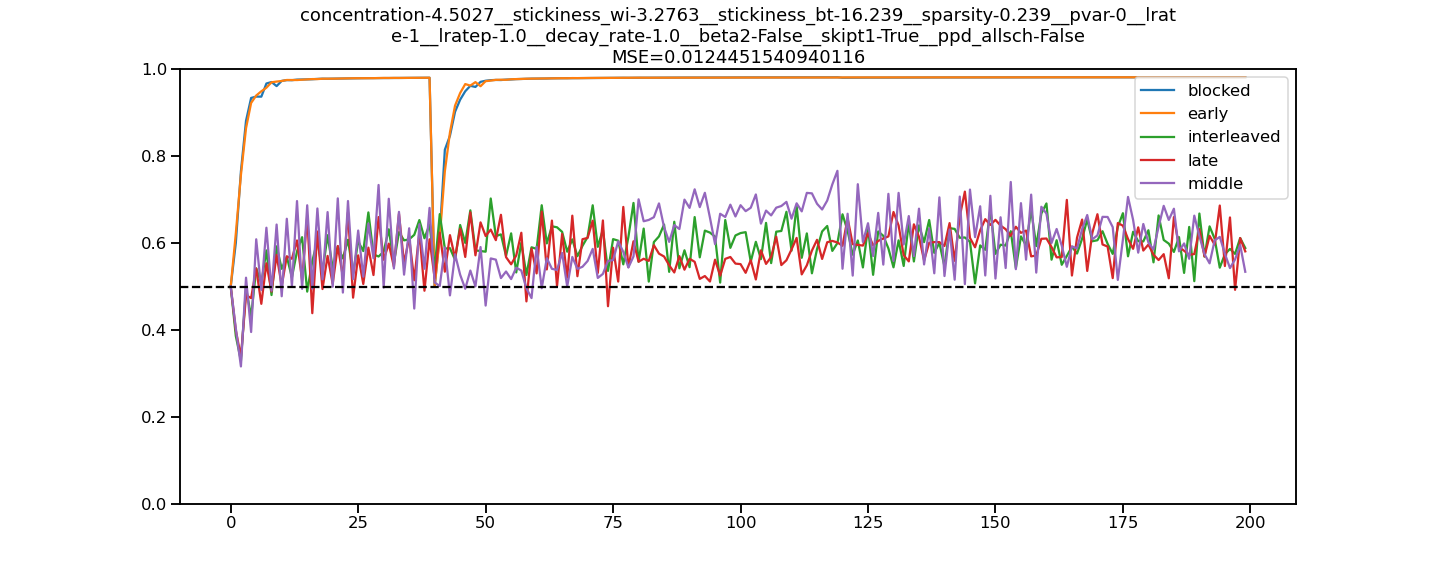 concentration-4.5027__stickiness_wi-3.2763__stickiness_bt-16.239__sparsity-0.239__pvar-0__lrat
e-1__lratep-1.0__decay_rate-1.0__beta2-False__skipt1-True__ppd_allsch-False
MSE=0.0124451540940116
1.0
0.8
0.6
0.4
0.2
0.0
blocked
early
interleaved
late
middle
0 25 50 75 100 125 150 175 200